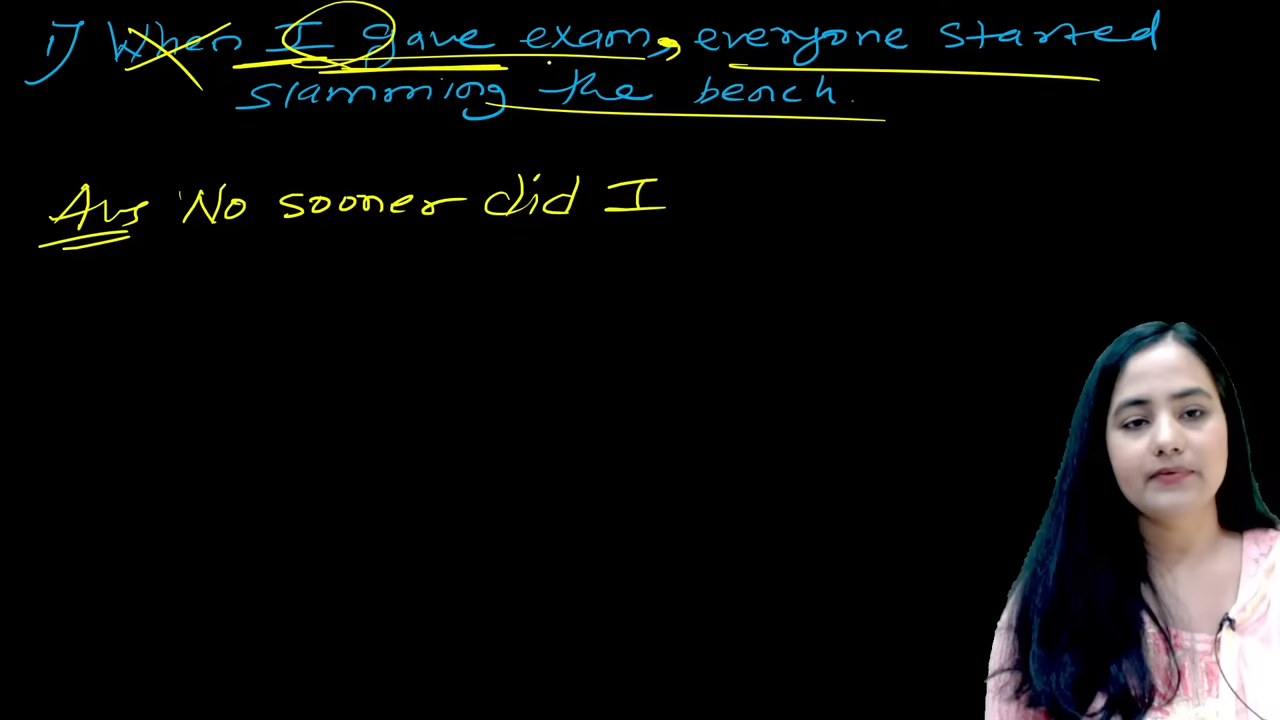 1) When I gave exam, everyone started
slamming the bench.
Ans No sooner did I